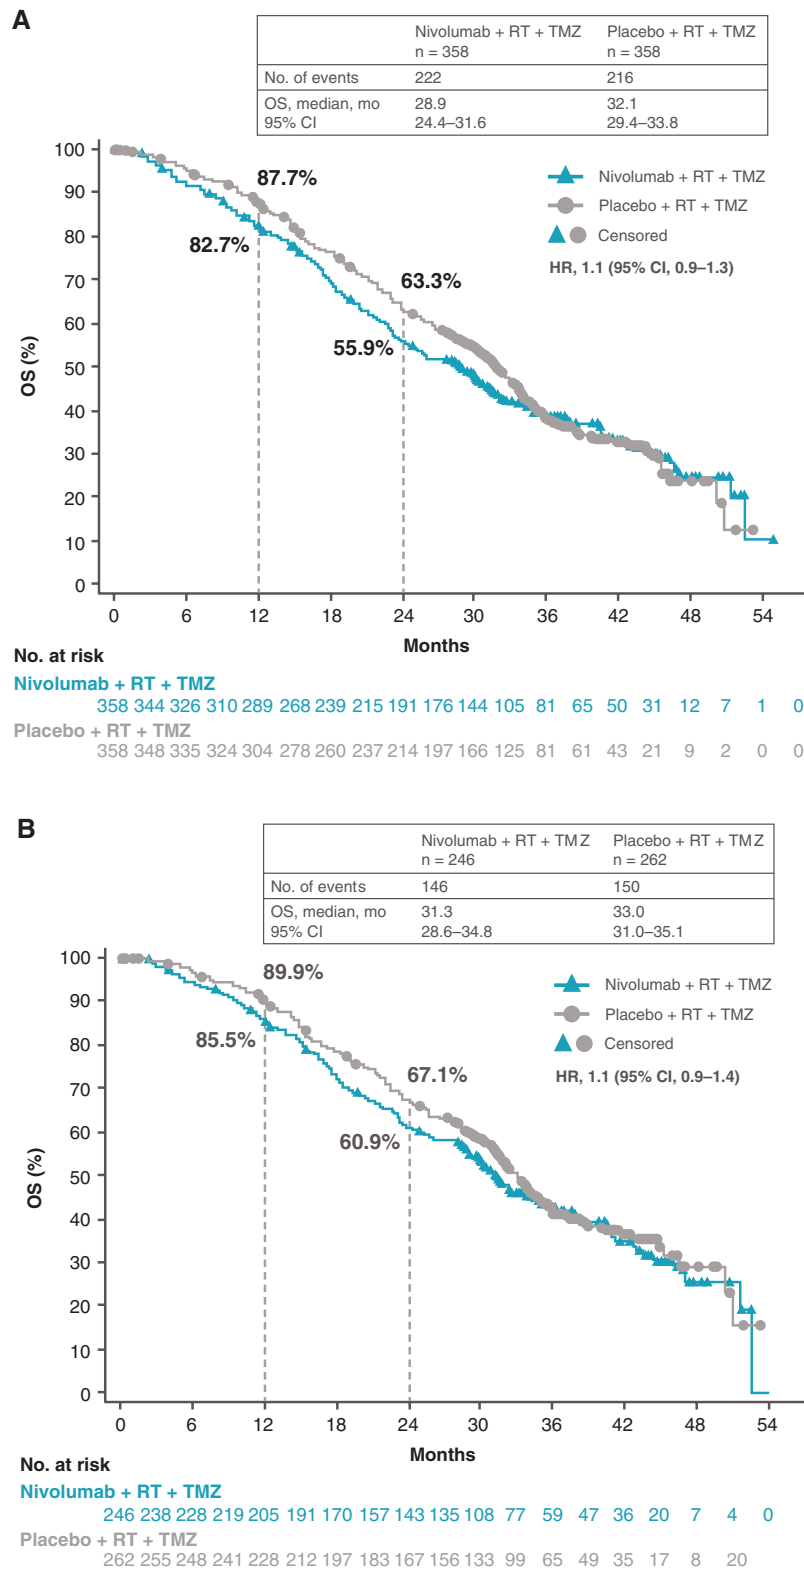 A
Nivolumab + RT + TMZ Placebo + RT + TMZ
n = 358 n = 358
No. of events 222 216
OS, median, mo 28.9 32.1
95% CI 24.4–31.6 29.4–33.8
100
90
80
70
60
50
40
30
20
10
0
OS (%)
87.7%
82.7%
63.3%
55.9%
Nivolumab + RT + TMZ
Placebo + RT + TMZ
Censored
HR, 1.1 (95% CI, 0.9–1.3)
0 6 12 18 24 30 36 42 48 54
Months
No. at risk
Nivolumab + RT + TMZ
358 344 326 310 289 268 239 215 191 176 144 105 81 65 50 31 12 7 1 0
Placebo + RT + TMZ
358 348 335 324 304 278 260 237 214 197 166 125 81 61 43 21 9 2 0 0
B
Nivolumab + RT + TMZ Placebo + RT + TMZ
n = 246 n = 262
No. of events 146 150
OS, median, mo 31.3 33.0
95% CI 28.6–34.8 31.0–35.1
100
90
80
70
60
50
40
30
20
10
0
OS (%)
89.9%
85.5%
67.1%
60.9%
Nivolumab + RT + TMZ
Placebo + RT + TMZ
Censored
HR, 1.1 (95% CI, 0.9–1.4)
0 6 12 18 24 30 36 42 48 54
Months
No. at risk
Nivolumab + RT + TMZ
246 238 228 219 205 191 170 157 143 135 108 77 59 47 36 20 7 4 0
Placebo + RT + TMZ
262 255 248 241 228 212 197 183 167 156 133 99 65 49 35 17 8 20